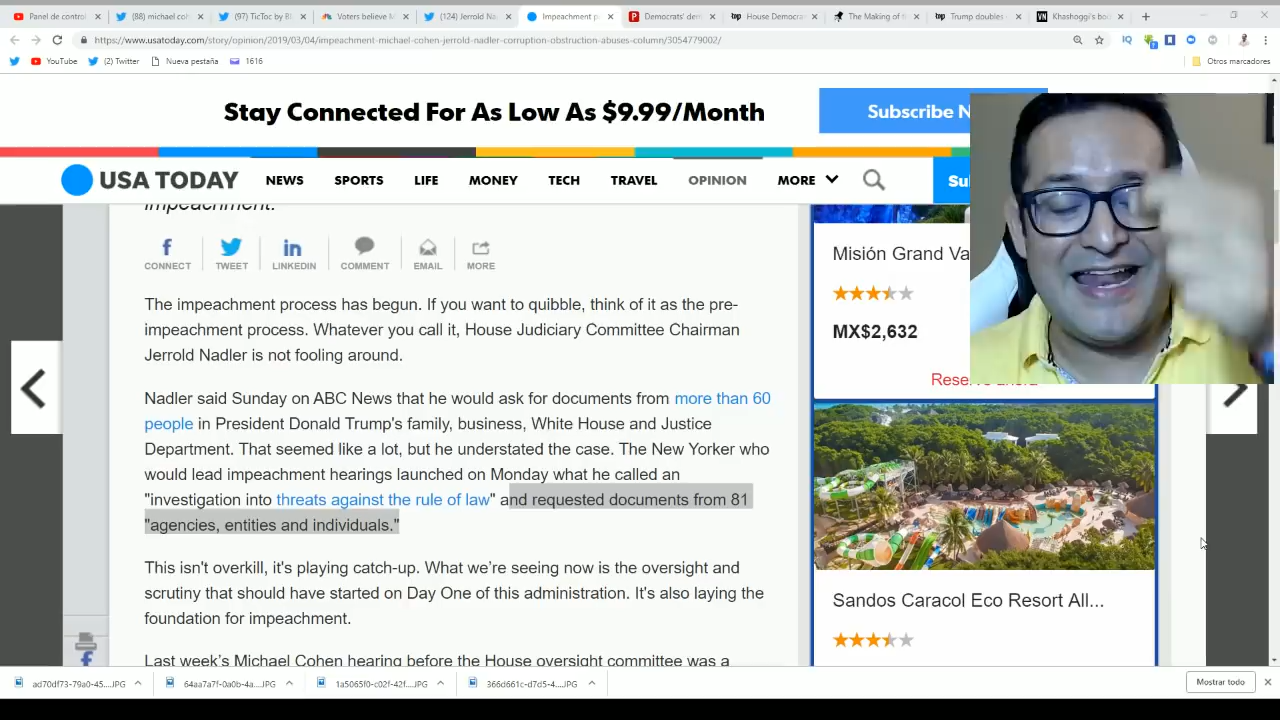 Panel de control
(88) michael coh
(97) TicToc by Bl
Voters believe M
(124) Jerrold Na
Impeachment p
Democrats' dem
House Democra
The Making of th
Trump doubles
Khashoggi's bod
https://www.usatoday.com/story/opinion/2019/03/04/impeachment-michael-cohen-jerrold-nadler-corruption-obstruction-abuses-column/3054779002/
YouTube
(2) Twitter
Nueva pestaña
1616
Otros marcadores
Stay Connected For As Low As $9.99/Month
Subscribe N
USA TODAY
NEWS
SPORTS
LIFE
MONEY
TECH
TRAVEL
OPINION
MORE
Su
impeachment.
CONNECT
TWEET
LINKEDIN
COMMENT
EMAIL
MORE
The impeachment process has begun. If you want to quibble, think of it as the pre-
impeachment process. Whatever you call it, House Judiciary Committee Chairman
Jerrold Nadler is not fooling around.
Nadler said Sunday on ABC News that he would ask for documents from more than 60
people in President Donald Trump's family, business, White House and Justice
Department. That seemed like a lot, but he understated the case. The New Yorker who
would lead impeachment hearings launched on Monday what he called an
"investigation into threats against the rule of law" and requested documents from 81
"agencies, entities and individuals."
This isn't overkill, it's playing catch-up. What we're seeing now is the oversight and
scrutiny that should have started on Day One of this administration. It's also laying the
foundation for impeachment.
Last week's Michael Cohen hearing before the House oversight committee was a
Misión Grand Va
MX$2,632
Sandos Caracol Eco Resort All...
ad70df73-79a0-45....JPG
64aa7a7f-0a0b-4a....JPG
1a5065f0-c02f-42f....JPG
366d661c-d7d5-4....JPG
Mostrar todo